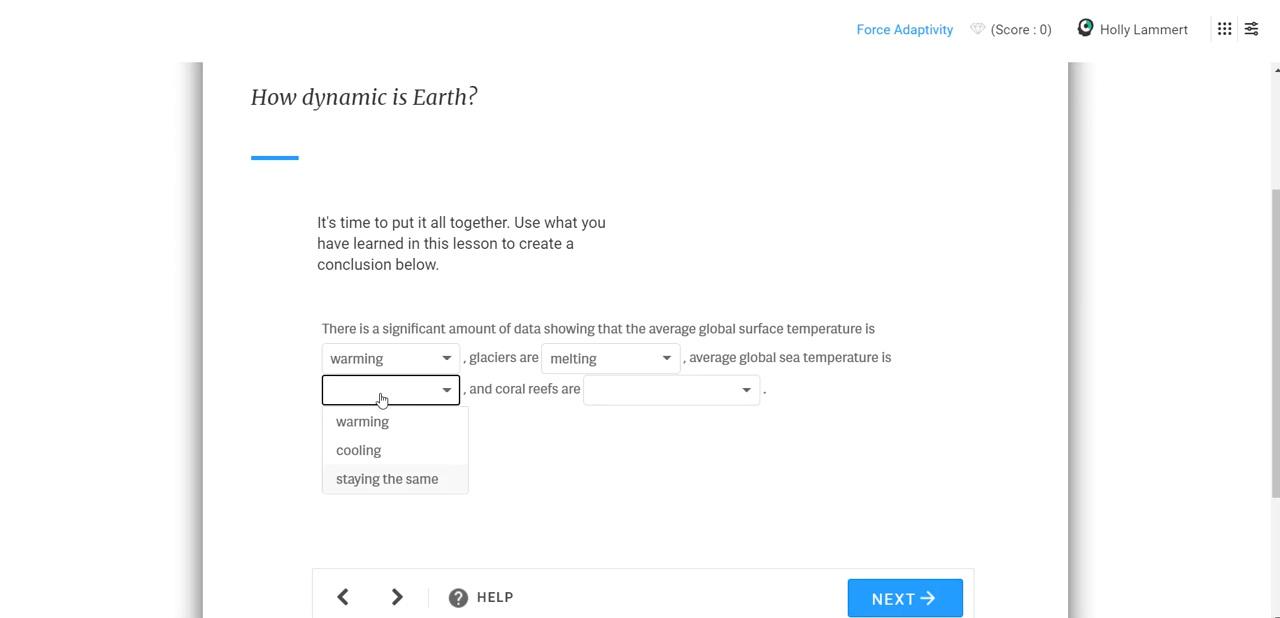 Force Adaptivity (Score : 0) Holly Lammert
How dynamic is Earth?
It's time to put it all together. Use what you
have learned in this lesson to create a
conclusion below.
There is a significant amount of data showing that the average global surface temperature is
warming , glaciers are melting , average global sea temperature is
, and coral reefs are .
warming
cooling
staying the same
? HELP
NEXT